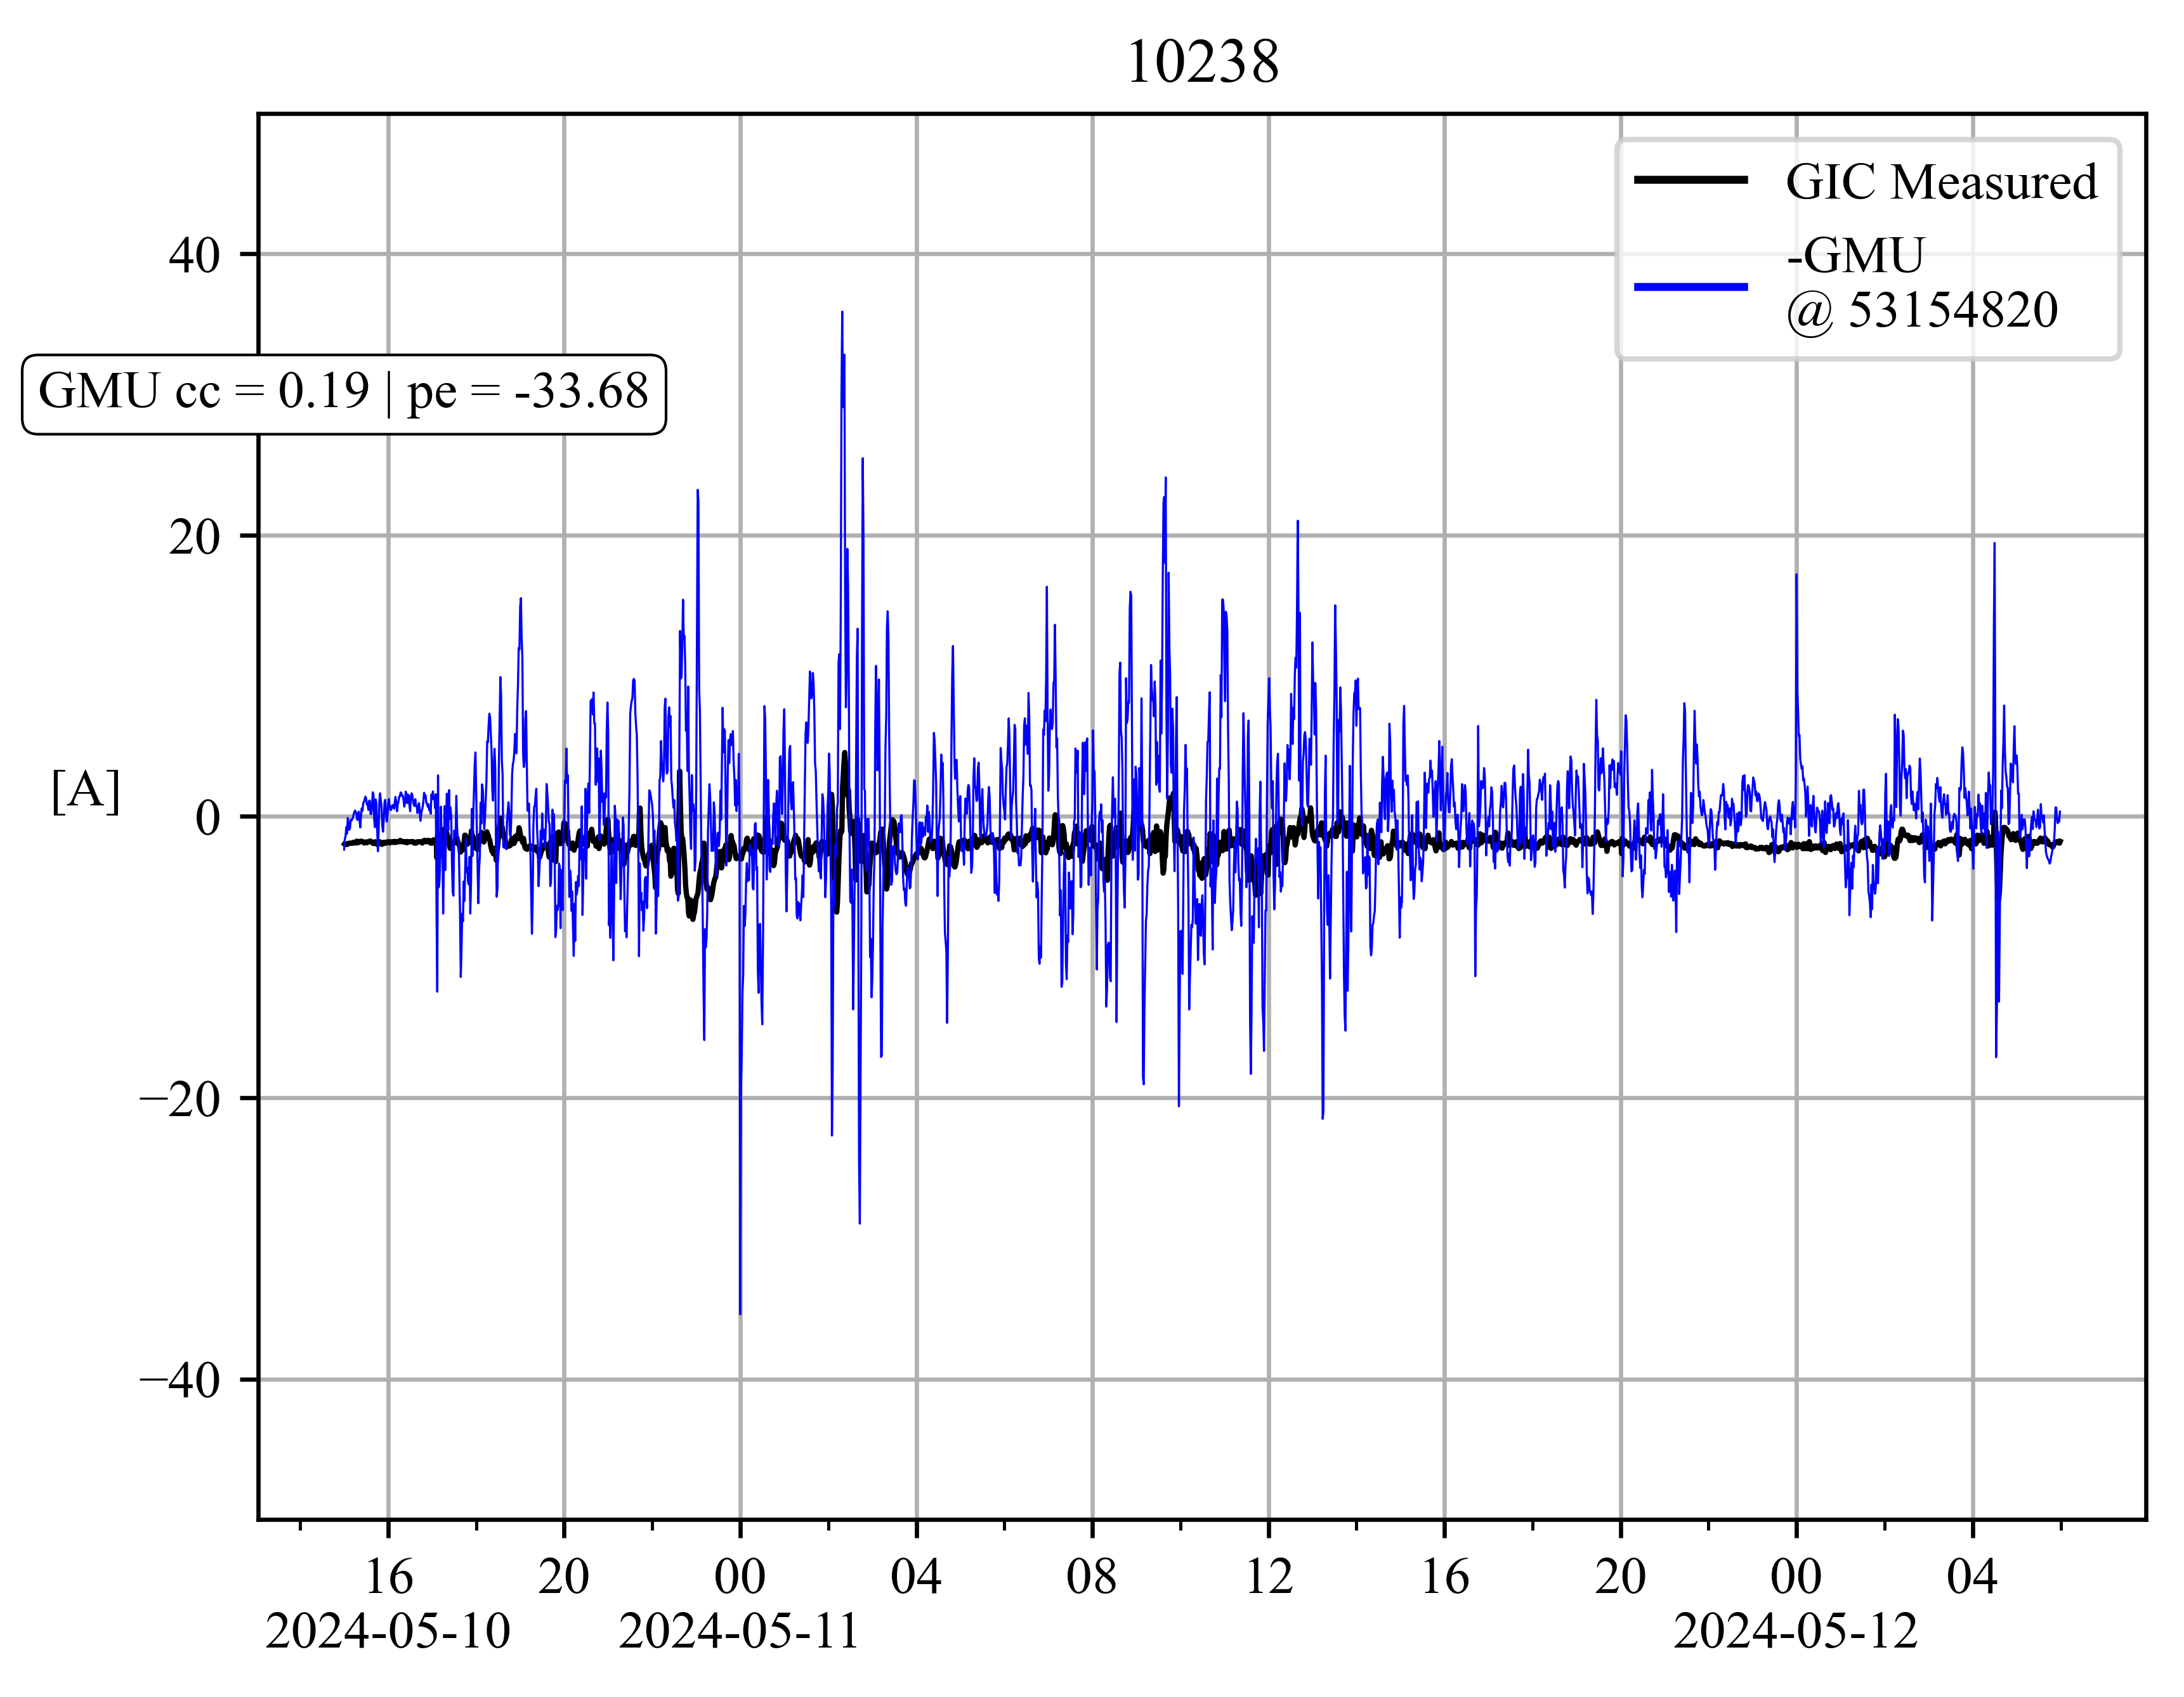 10238
GIC Measured
-GMU
@ 53154820
GMU cc = 0.19 | pe = -33.68
[A]
40
20
0
−20
−40
16 20 00 04 08 12 16 20 00 04
2024-05-10 2024-05-11 2024-05-12